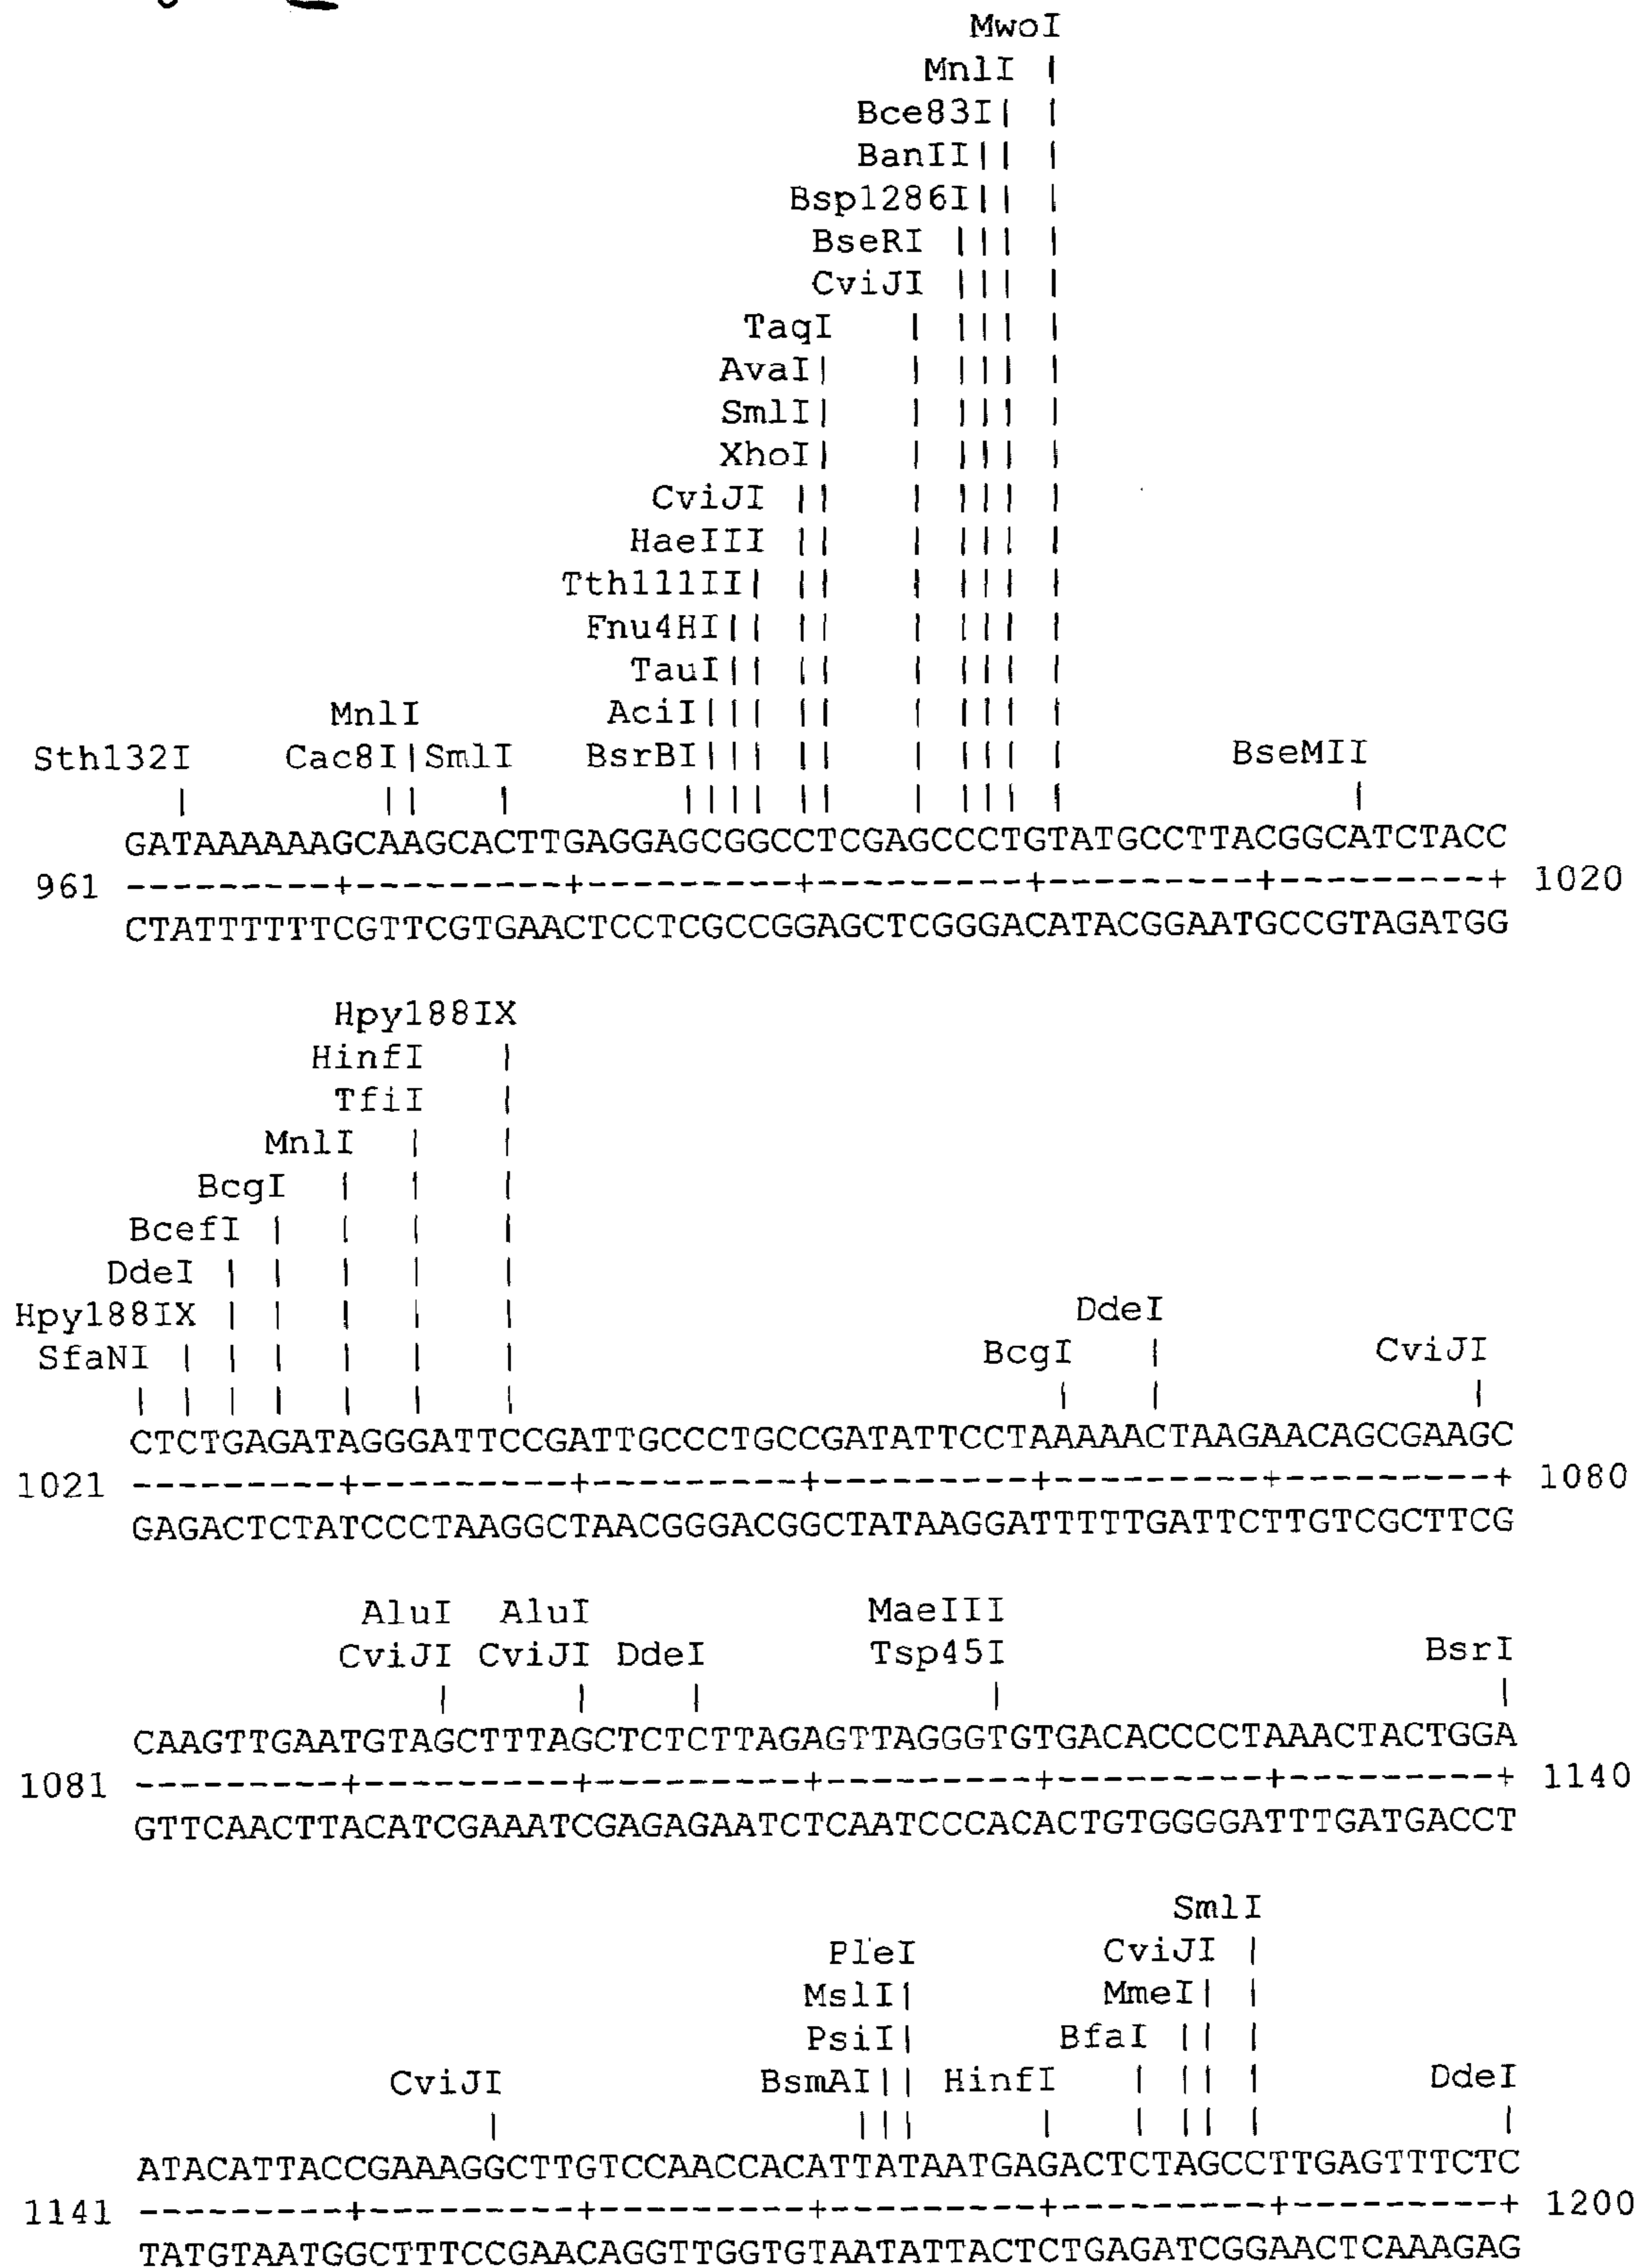 MwoI
MnlI |
Bce83I| |
BanII|| |
Bsp1286I|| |
BseRI ||| |
CviJI ||| |
TaqI | ||| |
AvaI| | ||| |
SmlI| | ||| |
XhoI| | ||| |
CviJI || | ||| |
HaeIII || | ||| |
Tth111II| || | ||| |
Fnu4HI|| || | ||| |
TauI|| || | ||| |
MnlI AciI||| || | ||| |
Sth132I Cac8I|SmlI BsrBI||| || | ||| | BseMII
| || | |||| || | ||| | |
GATAAAAAAGCAAGCACTTGAGGAGCGGCCTCGAGCCCTGTATGCCTTACGGCATCTACC
961 ---------+---------+---------+---------+---------+---------+ 1020
CTATTTTTTCGTTCGTGAACTCCTCGCCGGAGCTCGGGACATACGGAATGCCGTAGATGG
Hpy188IX
HinfI |
TfiI |
MnlI | |
BcgI | | |
BcefI | | | |
DdeI | | | | |
Hpy188IX | | | | | DdeI
SfaNI | | | | | | BcgI | CviJI
| | | | | | | | | |
CTCTGAGATAGGGATTCCGATTGCCCTGCCGATATTCCTAAAAACTAAGAACAGCGAAGC
1021 ---------+---------+---------+---------+---------+---------+ 1080
GAGACTCTATCCCTAAGGCTAACGGGACGGCTATAAGGATTTTTGATTCTTGTCGCTTCG
AluI AluI MaeIII
CviJI CviJI DdeI Tsp45I BsrI
| | | | |
CAAGTTGAATGTAGCTTTAGCTCTCTTAGAGTTAGGGTGTGACACCCCTAAACTACTGGA
1081 ---------+---------+---------+---------+---------+---------+ 1140
GTTCAACTTACATCGAAATCGAGAGAATCTCAATCCCACACTGTGGGGATTTGATGACCT
SmlI
PleI CviJI |
MslI| MmeI| |
PsiI| BfaI || |
CviJI BsmAI|| HinfI | || | DdeI
| ||| | | || | |
ATACATTACCGAAAGGCTTGTCCAACCACATTATAATGAGACTCTAGCCTTGAGTTTCTC
1141 ---------+---------+---------+---------+---------+---------+ 1200
TATGTAATGGCTTTCCGAACAGGTTGGTGTAATATTACTCTGAGATCGGAACTCAAAGAG